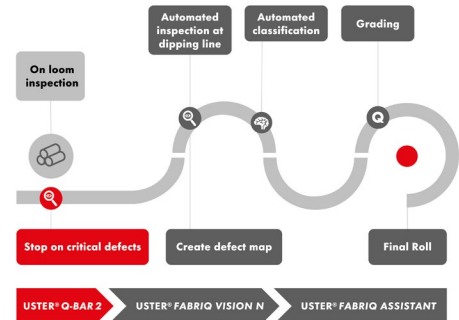 Automated
inspection at
dipping line
Automated
classification
Grading
On loom
inspection
Q
Stop on critical defects
Create defect map
Final Roll
USTER® Q-BAR 2
USTER® FABRIQ VISION N
USTER® FABRIQ ASSISTANT